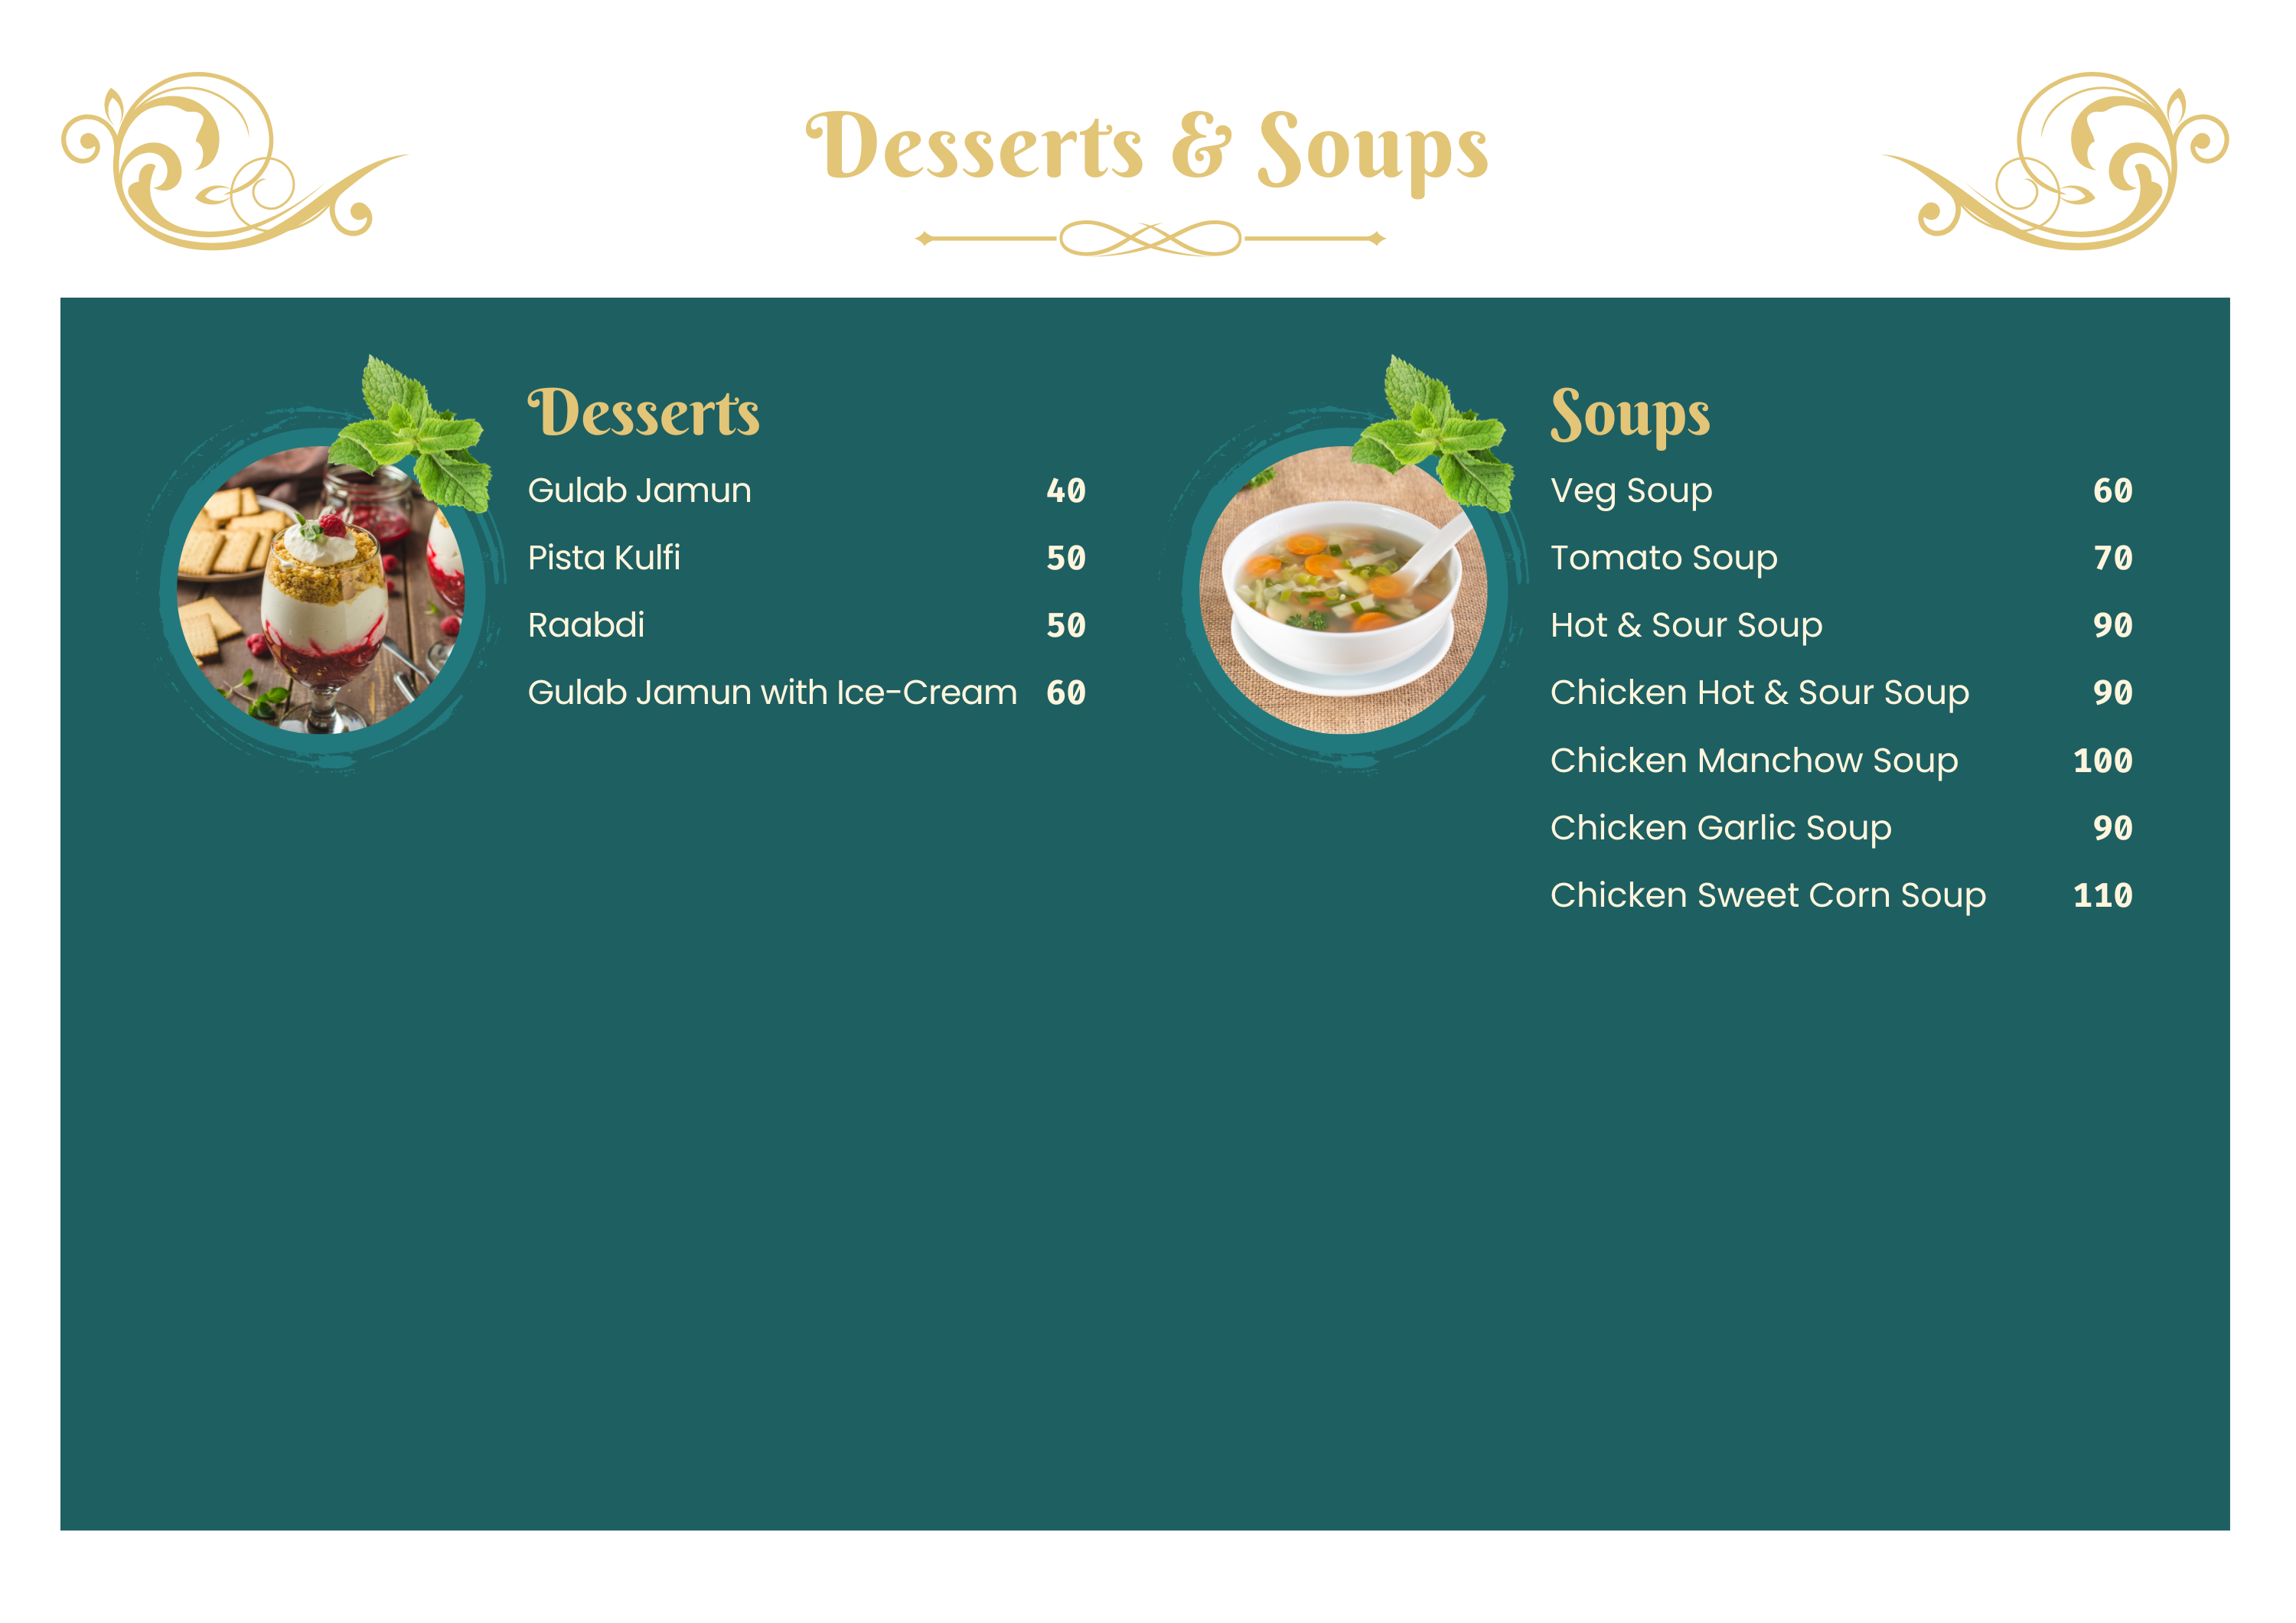 Desserts & Soups
Desserts
Gulab Jamun 40
Pista Kulfi 50
Raabdi 50
Gulab Jamun with Ice-Cream 60
Soups
Veg Soup 60
Tomato Soup 70
Hot & Sour Soup 90
Chicken Hot & Sour Soup 90
Chicken Manchow Soup 100
Chicken Garlic Soup 90
Chicken Sweet Corn Soup 110